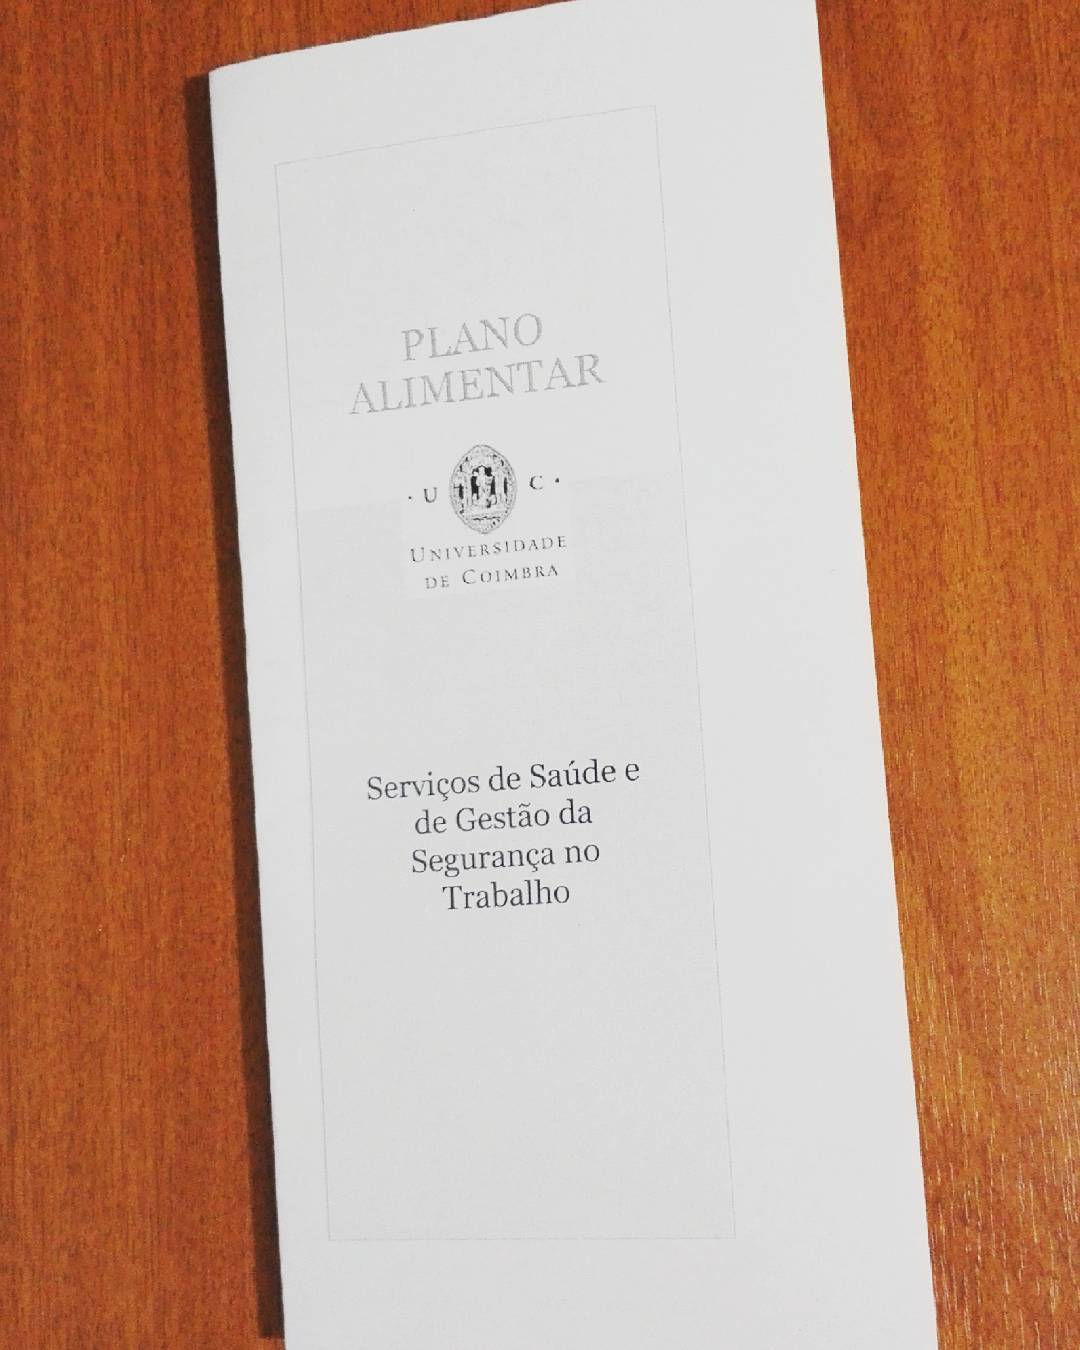 PLANO
ALIMENTAR
· U C ·
UNIVERSIDADE
DE COIMBRA
Serviços de Saúde e
de Gestão da
Segurança no
Trabalho